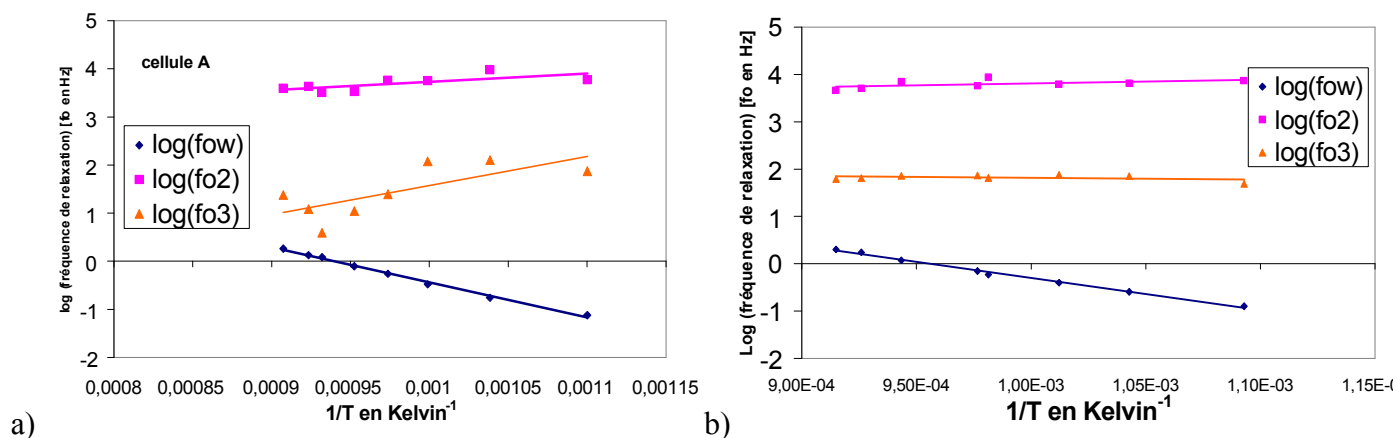 5
4
3
2
1
0
-1
-2
log (fréquence de relaxation) [fo en Hz]
cellule A
log(fow)
log(fo2)
log(fo3)
0,0008
0,00085
0,0009
0,00095
0,001
0,00105
0,0011
0,00115
1/T en Kelvin-1
a)
5
4
3
2
1
0
-1
-2
Log (fréquence de relaxation) [fo en Hz]
log(fow)
log(fo2)
log(fo3)
9,00E-04
9,50E-04
1,00E-03
1,05E-03
1,10E-03
1,15E-0
1/T en Kelvin-1
b)